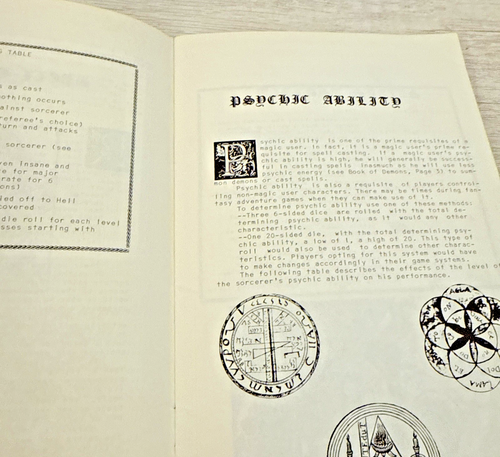 S TABLE
s as cast
othing occurs
ainst sorcerer
referee's choice)
turn and attacks
sorcerer (see
ven insane and
te for major
erate for 6
ons)
led off to Hell
covered
dle roll for each level
sses starting with
PSYCHIC ABILITY
Psychic ability is one of the prime requisites of a
magic user. In fact, it is a magic user's prime re-
quisite for spell casting. If a magic user's psy-
chic ability is high, he will generally be success-
ful in casting spells inasmuch as he will use less
psychic energy (see Book of Demons, Page 5) to sum-
mon demons or cast spells.
Psychic ability is also a requisite of players control-
ling non-magic user characters. There may be times during fan-
tasy adventure games when they can make use of it.
To determine psychic ability use one of these methods:
--Three 6-sided dice are rolled with the total de-
termining psychic ability, as it would any other
characteristic.
--One 20-sided die, with the total determining psy-
chic ability, a low of 1, a high of 20. This type of
roll would also be used to determine other charac-
teristics. Players opting for this system would have
to make changes accordingly in their game systems.
The following table describes the effects of the level of
the sorcerer's psychic ability on his performance.